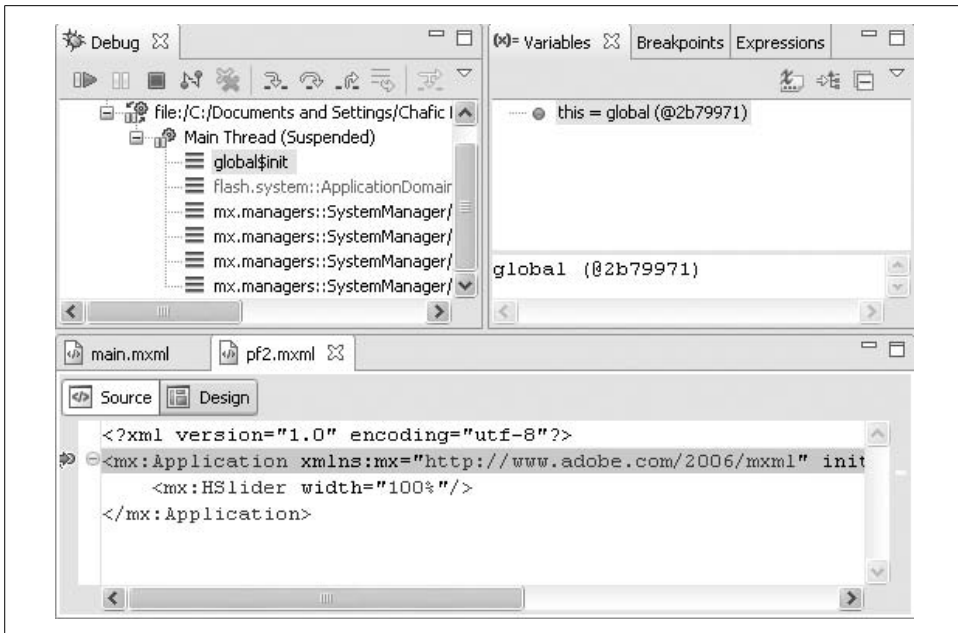 Debug
(x)= Variables Breakpoints Expressions
file:/C:/Documents and Settings/Chafic
Main Thread (Suspended)
global$init
flash.system::ApplicationDomain
mx.managers::SystemManager/
mx.managers::SystemManager/
mx.managers::SystemManager/
mx.managers::SystemManager/
this = global (@2b79971)
global (@2b79971)
main.mxml pf2.mxml
Source Design
<?xml version="1.0" encoding="utf-8"?>
<mx:Application xmlns:mx="http://www.adobe.com/2006/mxml" init
<mx:HSlider width="100%"/>
</mx:Application>